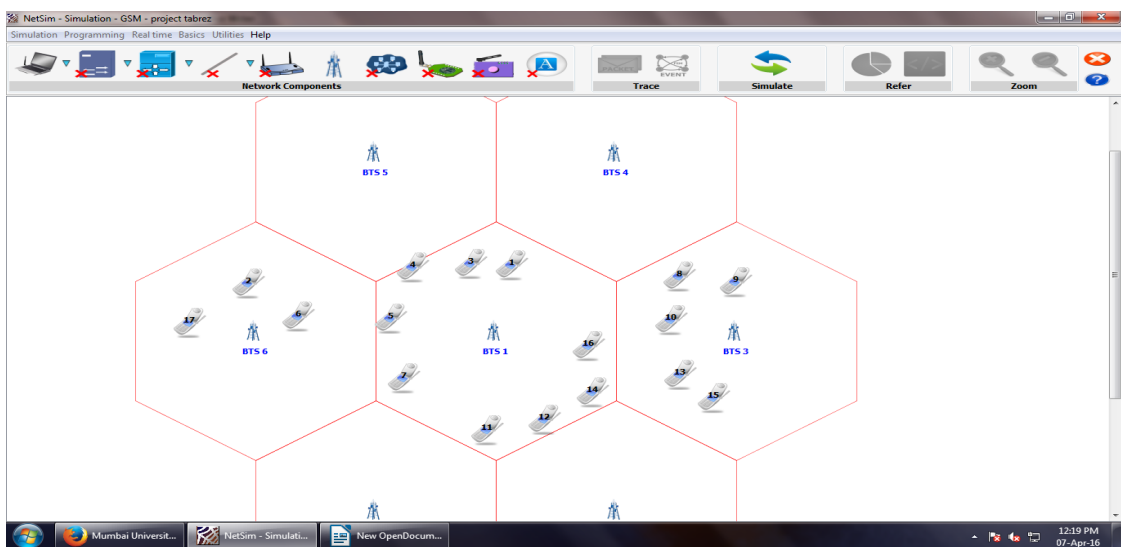 NetSim - Simulation - GSM - project tabrez
Simulation Programming Real time Basics Utilities Help
A
PACKET
EVENT
Network Components Trace Simulate Refer Zoom
BTS 5 BTS 4
4 3 1
2 8 9
17 6 5 10
16
BTS 6 BTS 1 BTS 3
7 13
14 15
11 12
Mumbai Universit... NetSim - Simulati... New OpenDocum...
12:19 PM
07-Apr-16